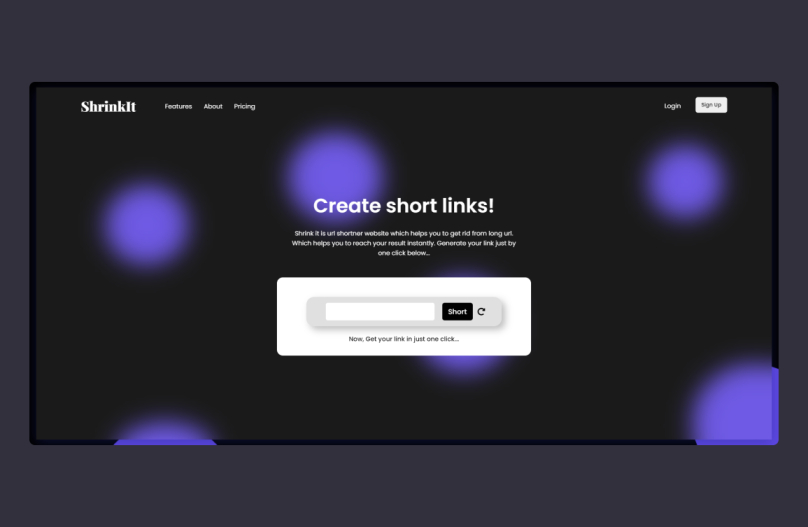 ShrinkIt
Features About Pricing
Login Sign Up
Create short links!
Shrink it is url shortner website which helps you to get rid from long url.
Which helps you to reach your result instantly. Generate your link just by
one click below...
Short
Now, Get your link in just one click...